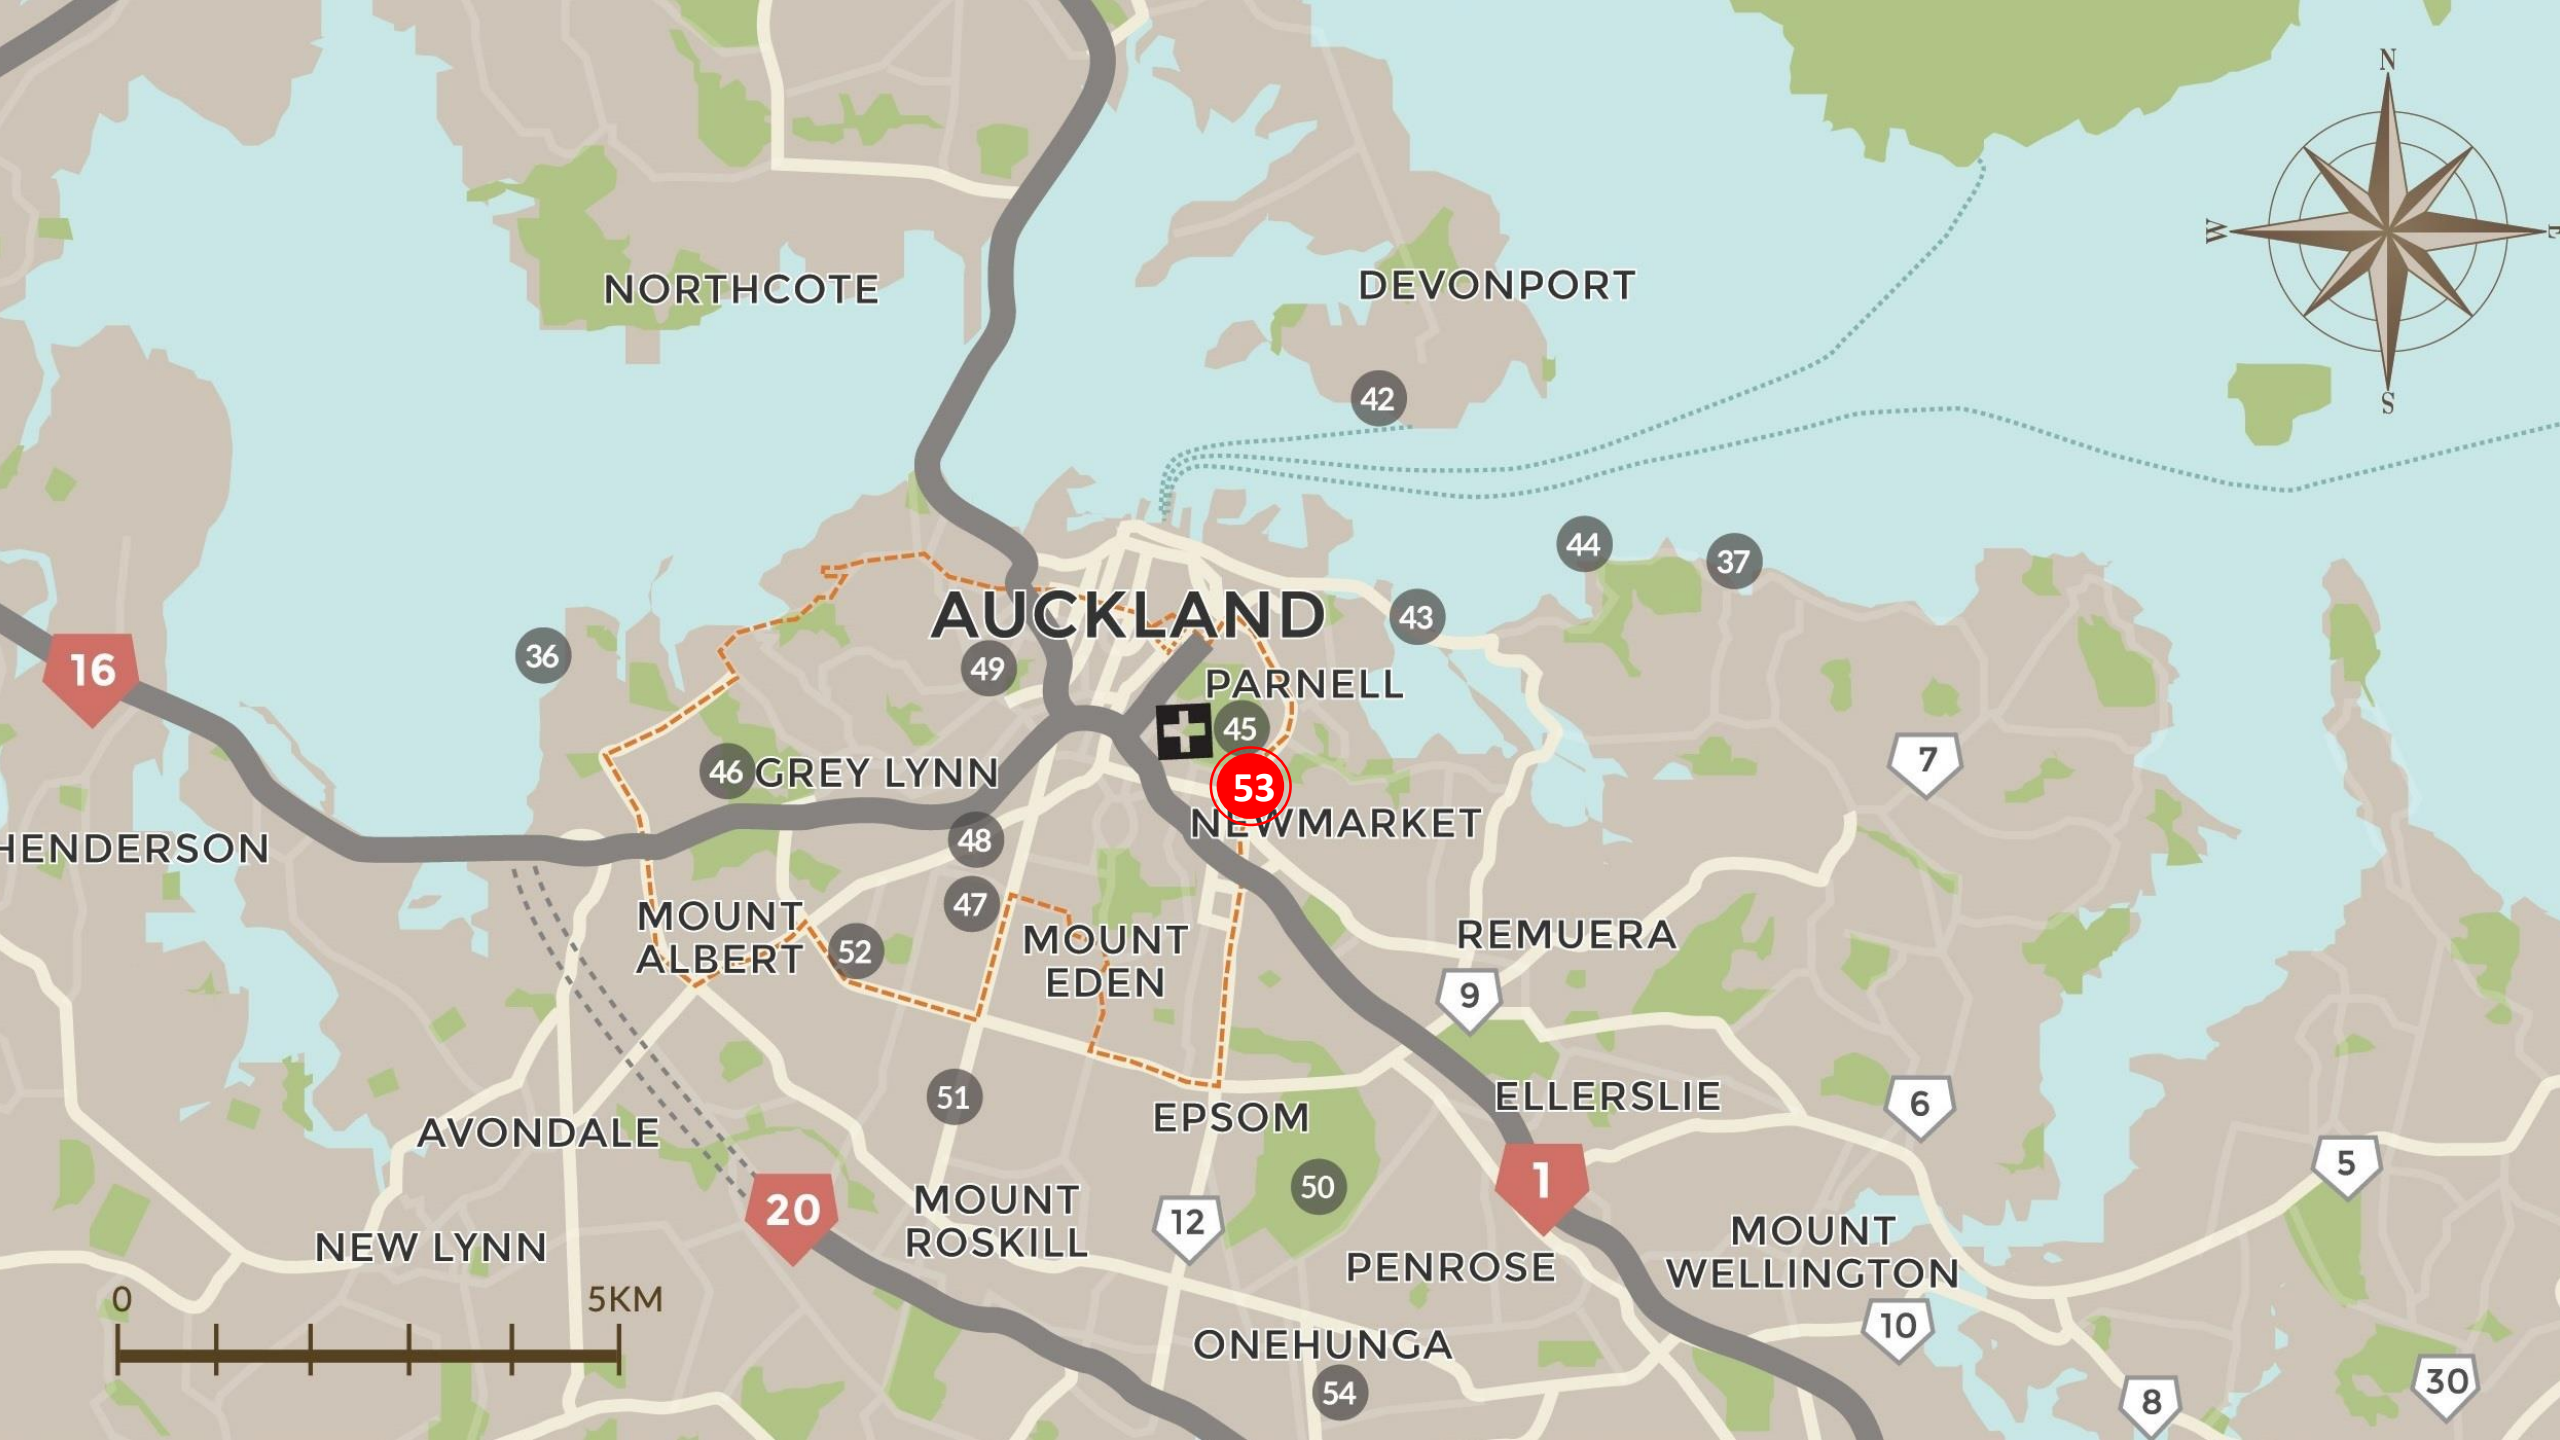 N
W
E
S
NORTHCOTE
DEVONPORT
42
44
37
AUCKLAND
43
36
49
16
PARNELL
45
7
46
GREY LYNN
53
NEWMARKET
48
HENDERSON
47
MOUNT
ALBERT
52
MOUNT
EDEN
REMUERA
9
51
ELLERSLIE
6
EPSOM
AVONDALE
5
1
50
20
MOUNT
ROSKILL
12
MOUNT
WELLINGTON
NEW LYNN
PENROSE
0
5KM
10
ONEHUNGA
54
30
8